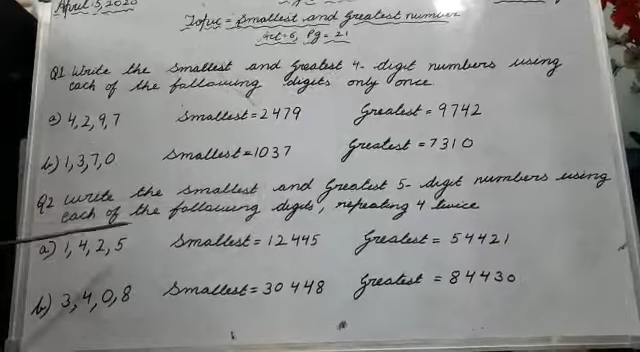 April 5, 2020
Topic = Smallest and Greatest number
Act-6, Pg = 21
Q1 Write the smallest and greatest 4-digit numbers using
each of the following digits only once.
a) 4,2,9,7 Smallest = 2479 Greatest = 9742
b) 1,3,7,0 Smallest = 1037 Greatest = 7310
Q2 Write the smallest and Greatest 5-digit numbers using
each of the following digits, repeating 4 twice
a) 1,4,2,5 Smallest = 12445 Greatest = 54421
b) 3,4,0,8 Smallest = 30448 Greatest = 84430